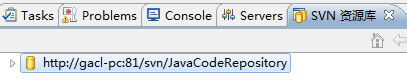 Tasks Problems Console Servers SVN 资源库
http://gacl-pc:81/svn/JavaCodeRepository